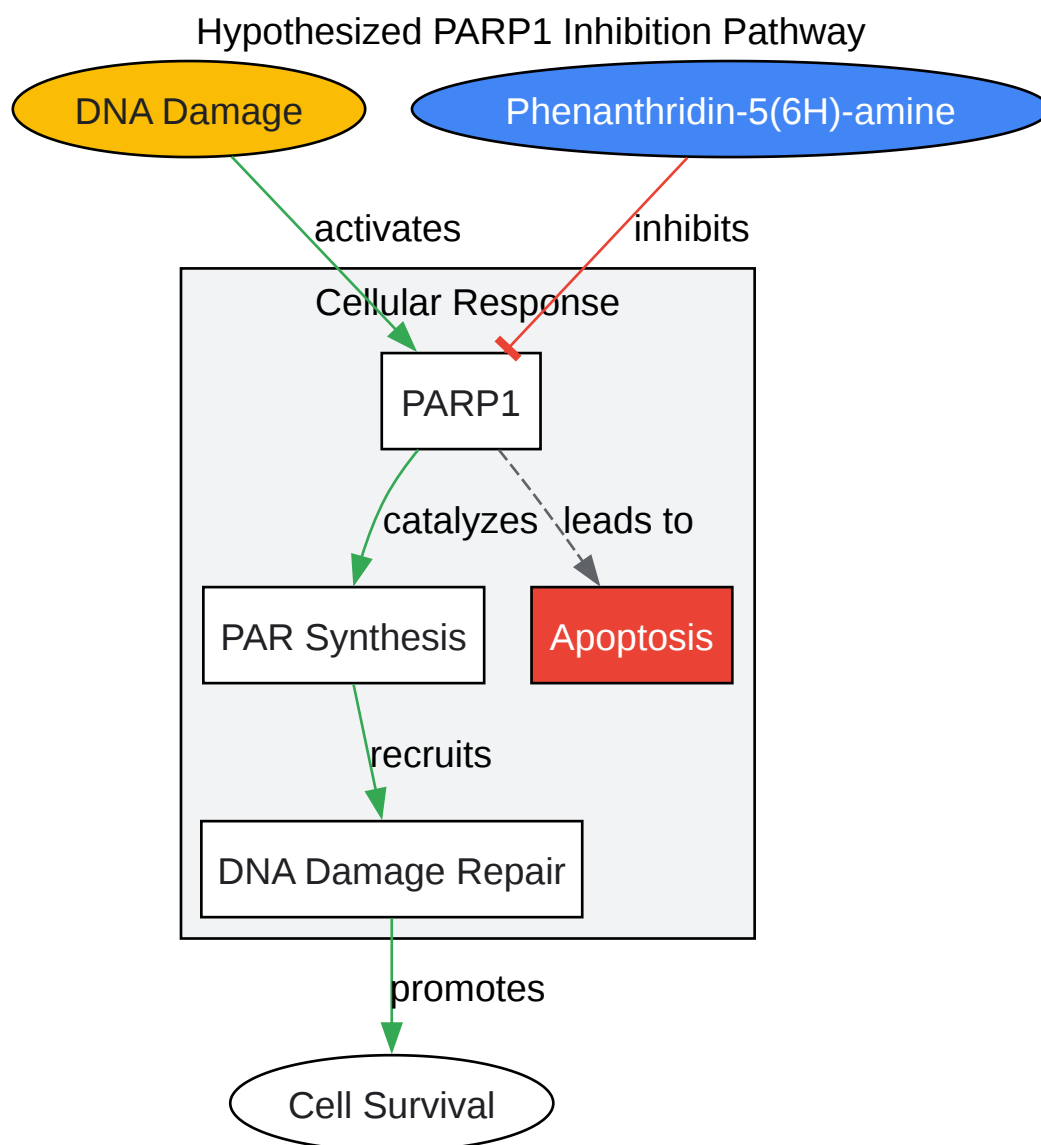 Hypothesized PARP1 Inhibition Pathway
DNA Damage
Phenanthridin-5(6H)-amine
activates
inhibits
Cellular Response
PARP1
catalyzes
leads to
PAR Synthesis
Apoptosis
recruits
DNA Damage Repair
promotes
Cell Survival